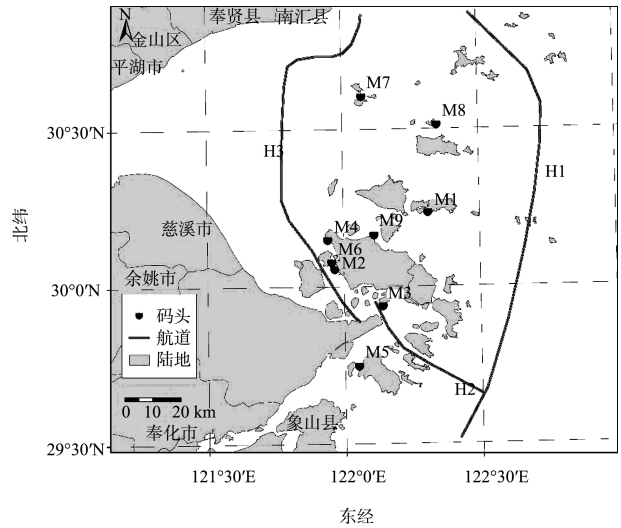 奉贤县 南汇县
N
金山区
平湖市
M7
M8
30°30′N
H3
H1
M1
M9
M4
慈溪市
M6
M2
余姚市
30°0′N
M3
码头
航道
陆地
M5
H2
0 10 20 km
象山县
奉化市
29°30′N
121°30′E 122°0′E 122°30′E
东经
北纬